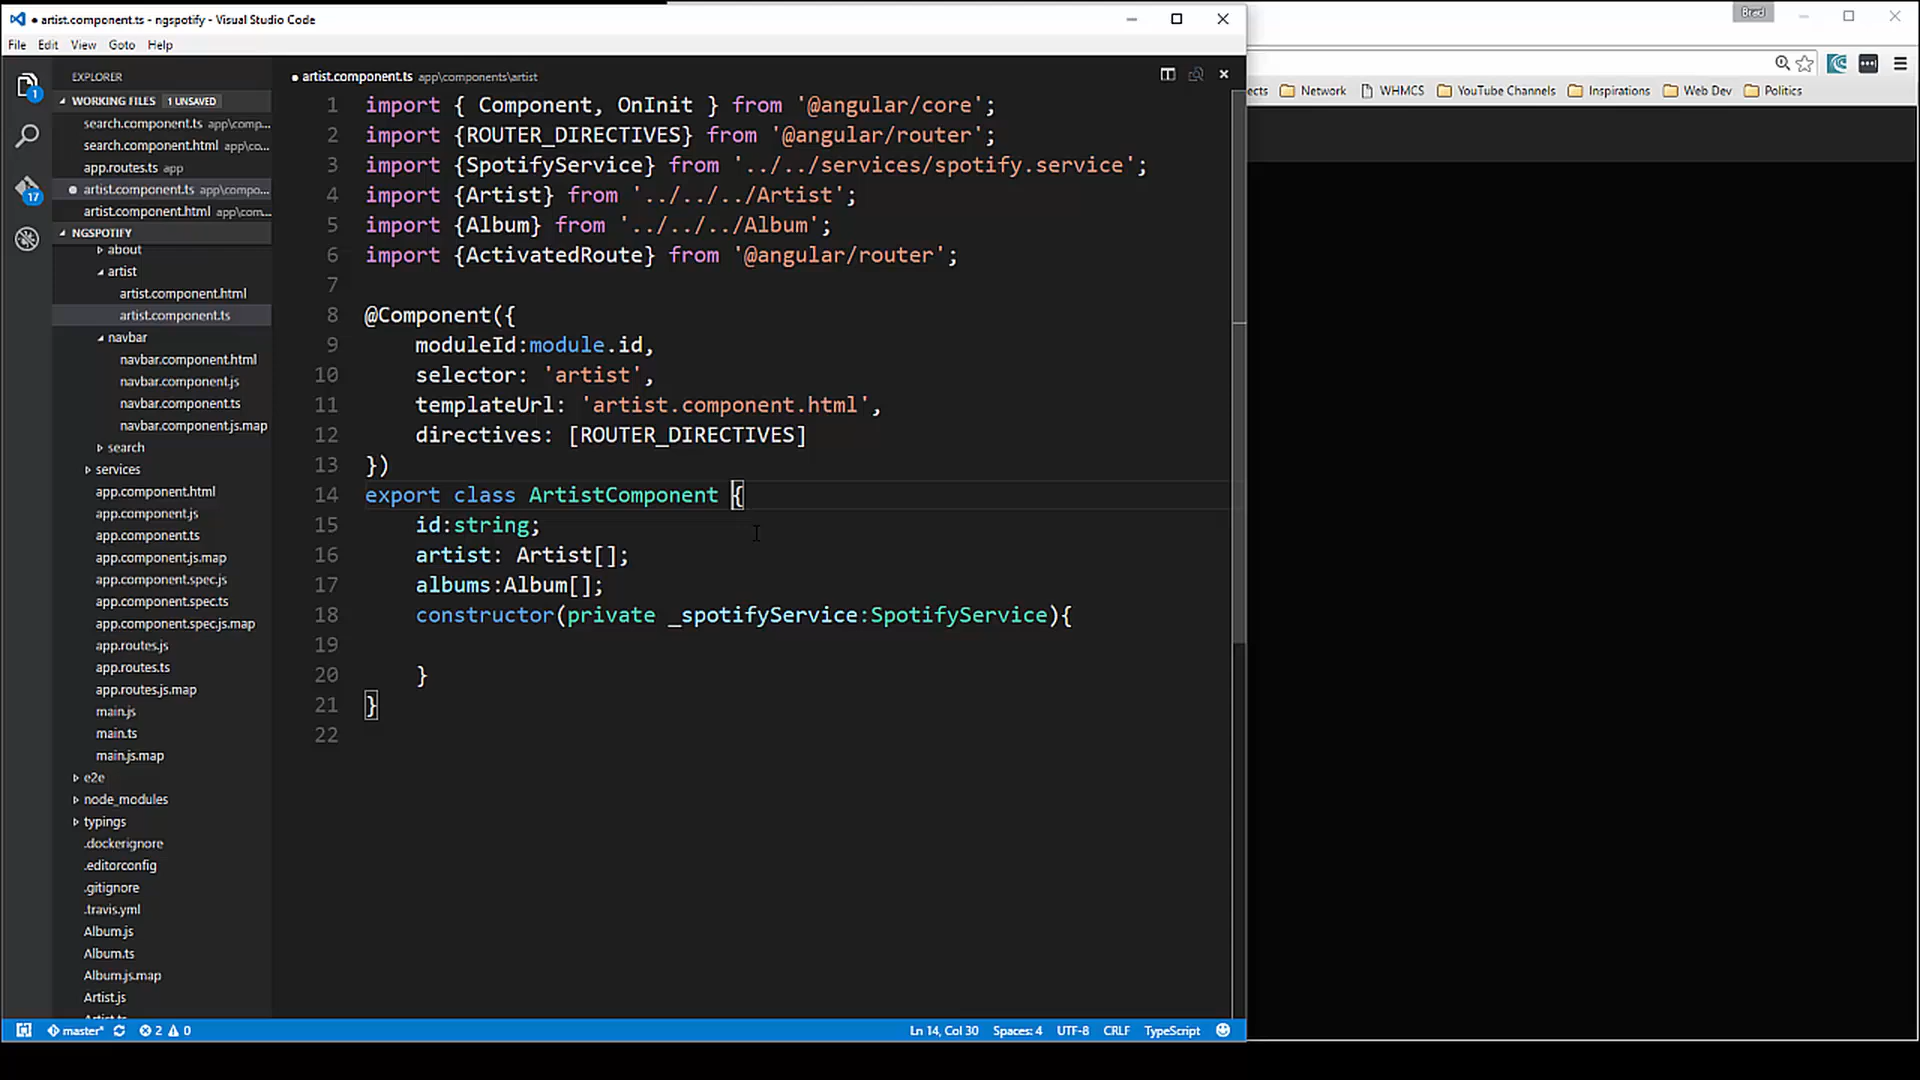 ● artist.component.ts - ngspotify - Visual Studio Code
Brad
File Edit View Goto Help
EXPLORER
● artist.component.ts app\components\artist
ects Network WHMCS YouTube Channels Inspirations Web Dev Politics
1
17
WORKING FILES 1 UNSAVED
search.component.ts app\comp...
search.component.html app\co...
app.routes.ts app
artist.component.ts app\compo...
artist.component.html app\com...
NGSPOTIFY
about
artist
artist.component.html
artist.component.ts
navbar
navbar.component.html
navbar.component.js
navbar.component.ts
navbar.component.js.map
search
services
app.component.html
app.component.js
app.component.ts
app.component.js.map
app.component.spec.js
app.component.spec.ts
app.component.spec.js.map
app.routes.js
app.routes.ts
app.routes.js.map
main.js
main.ts
main.js.map
e2e
node_modules
typings
.dockerignore
.editorconfig
.gitignore
.travis.yml
Album.js
Album.ts
Album.js.map
Artist.js
1 import { Component, OnInit } from '@angular/core';
2 import {ROUTER_DIRECTIVES} from '@angular/router';
3 import {SpotifyService} from '../../services/spotify.service';
4 import {Artist} from '../../../Artist';
5 import {Album} from '../../../Album';
6 import {ActivatedRoute} from '@angular/router';
7
8 @Component({
9 moduleId:module.id,
10 selector: 'artist',
11 templateUrl: 'artist.component.html',
12 directives: [ROUTER_DIRECTIVES]
13 })
14 export class ArtistComponent {
15 id:string;
16 artist: Artist[];
17 albums:Album[];
18 constructor(private _spotifyService:SpotifyService){
19
20 }
21 }
22
master* 2 0 Ln 14, Col 30 Spaces: 4 UTF-8 CRLF TypeScript